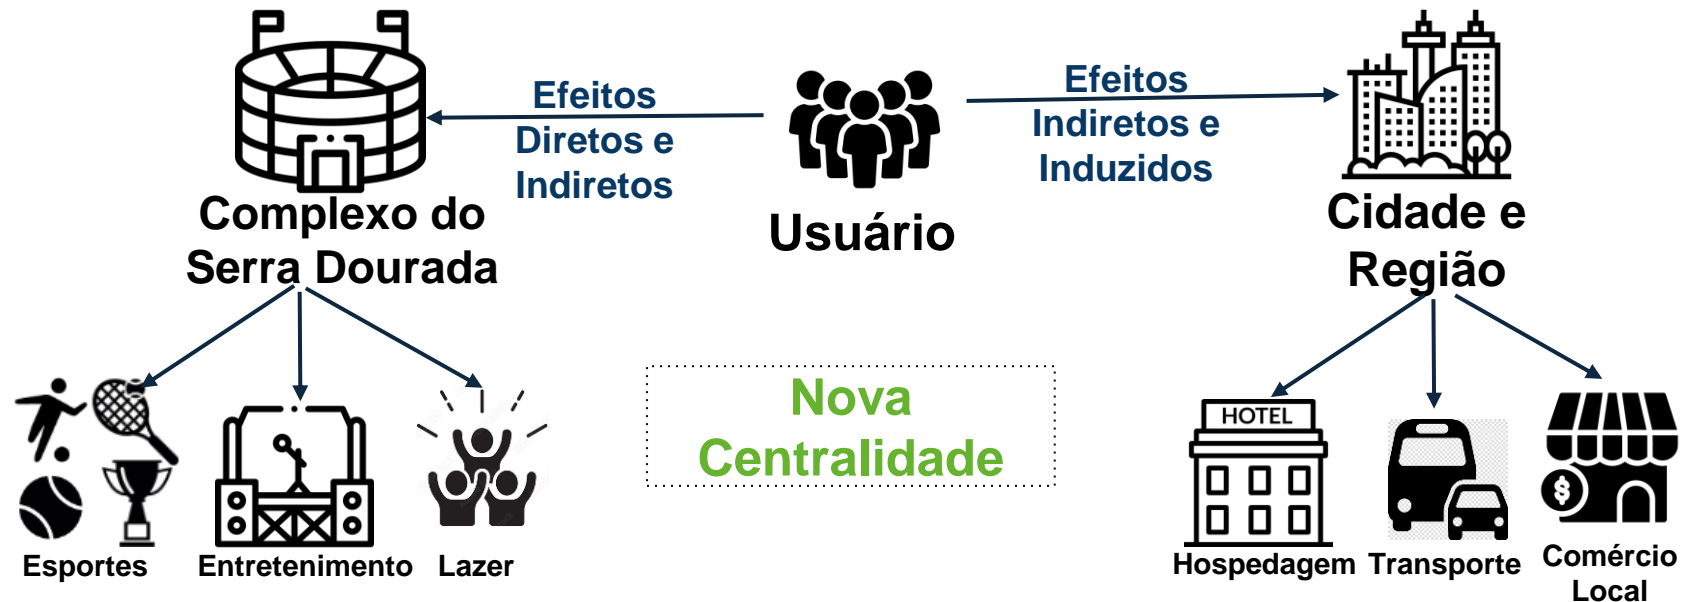 Efeitos
Diretos e
Indiretos
Efeitos
Indiretos e
Induzidos
Complexo do
Serra Dourada
Usuário
Cidade e
Região
Nova
Centralidade
HOTEL
$
Esportes
Entretenimento
Lazer
Hospedagem
Transporte
Comércio
Local